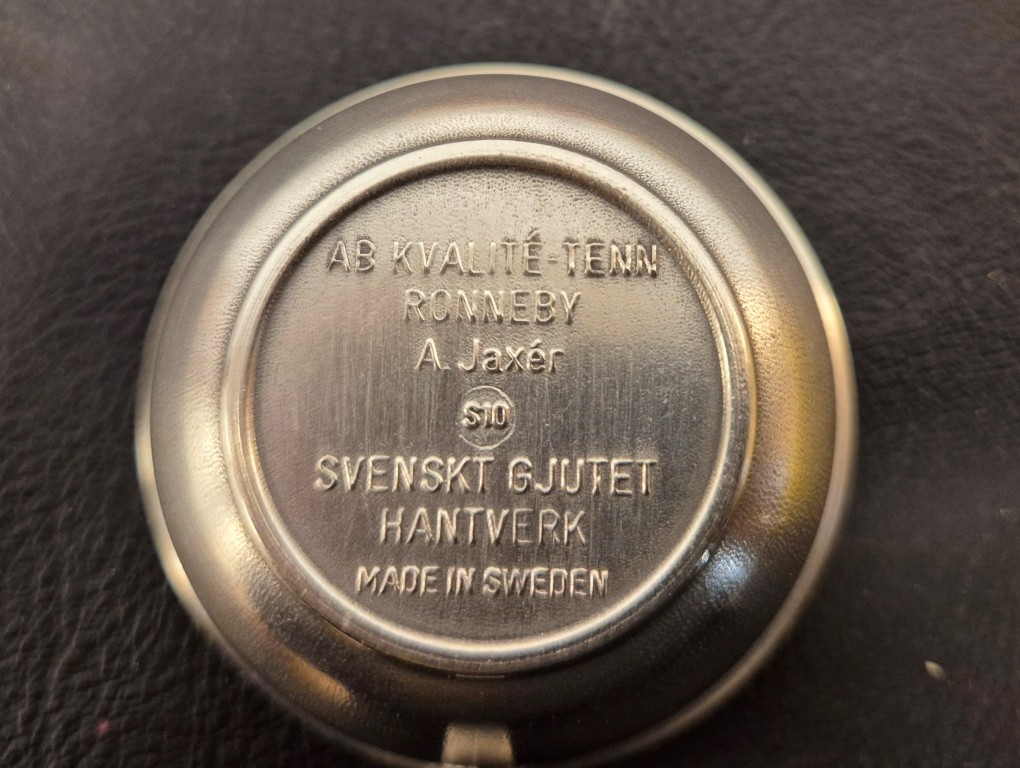 AB KVALITÉ-TENN
RONNEBY
A. Jaxér
S10
SVENSKT GJUTET
HANTVERK
MADE IN SWEDEN